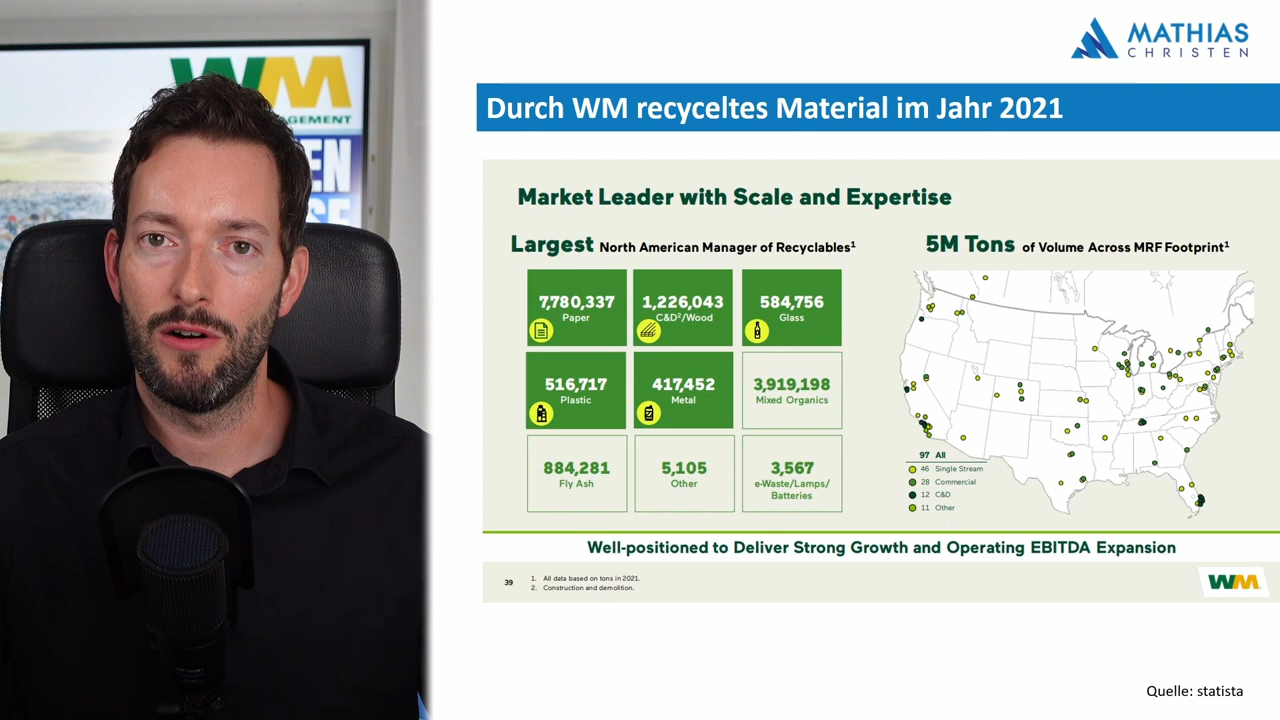 WM
GEMENT
EN
SE
MATHIAS
CHRISTEN
Durch WM recyceltes Material im Jahr 2021
Market Leader with Scale and Expertise
Largest North American Manager of Recyclables¹
7,780,337
Paper
1,226,043
C&D²/Wood
584,756
Glass
516,717
Plastic
417,452
Metal
3,919,198
Mixed Organics
884,281
Fly Ash
5,105
Other
3,567
e-Waste/Lamps/
Batteries
5M Tons of Volume Across MRF Footprint¹
97 All
46 Single Stream
28 Commercial
12 C&D
11 Other
Well-positioned to Deliver Strong Growth and Operating EBITDA Expansion
39
1. All data based on tons in 2021.
2. Construction and demolition.
WM
Quelle: statista